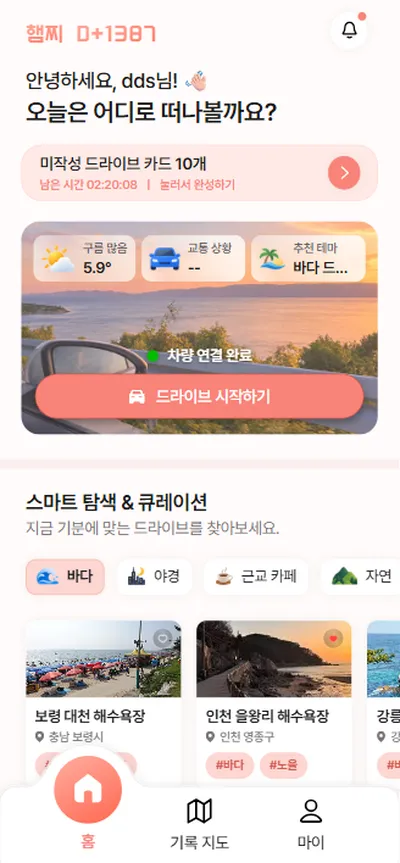 햄찌 D+1387
안녕하세요, dds님!
오늘은 어디로 떠나볼까요?
미작성 드라이브 카드 10개
남은 시간 02:20:08 | 눌러서 완성하기
구름 많음
5.9°
교통 상황
--
추천 테마
바다 드...
차량 연결 완료
드라이브 시작하기
스마트 탐색 & 큐레이션
지금 기분에 맞는 드라이브를 찾아보세요.
바다
야경
근교 카페
자연
보령 대천 해수욕장
충남 보령시
인천 을왕리 해수욕장
인천 영종구
#바다
#노을
강릉
홈
기록 지도
마이